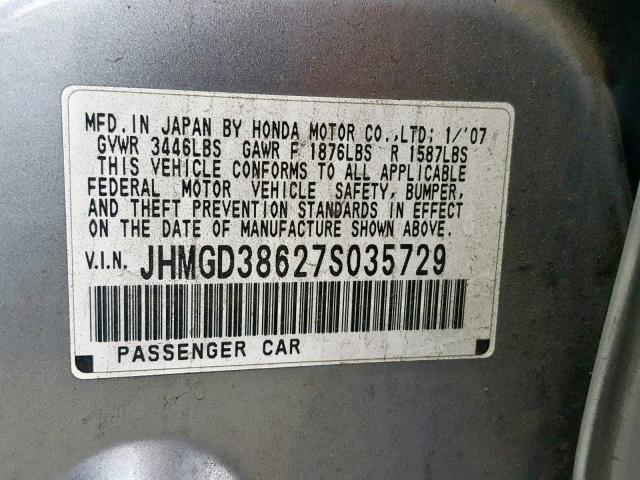 MFD. IN JAPAN BY HONDA MOTOR CO.,LTD; 1/'07
GVWR 3446LBS GAWR F 1876LBS R 1587LBS
THIS VEHICLE CONFORMS TO ALL APPLICABLE
FEDERAL MOTOR VEHICLE SAFETY, BUMPER,
AND THEFT PREVENTION STANDARDS IN EFFECT
ON THE DATE OF MANUFACTURE SHOWN ABOVE.
V.I.N. JHMGD38627S035729
PASSENGER CAR